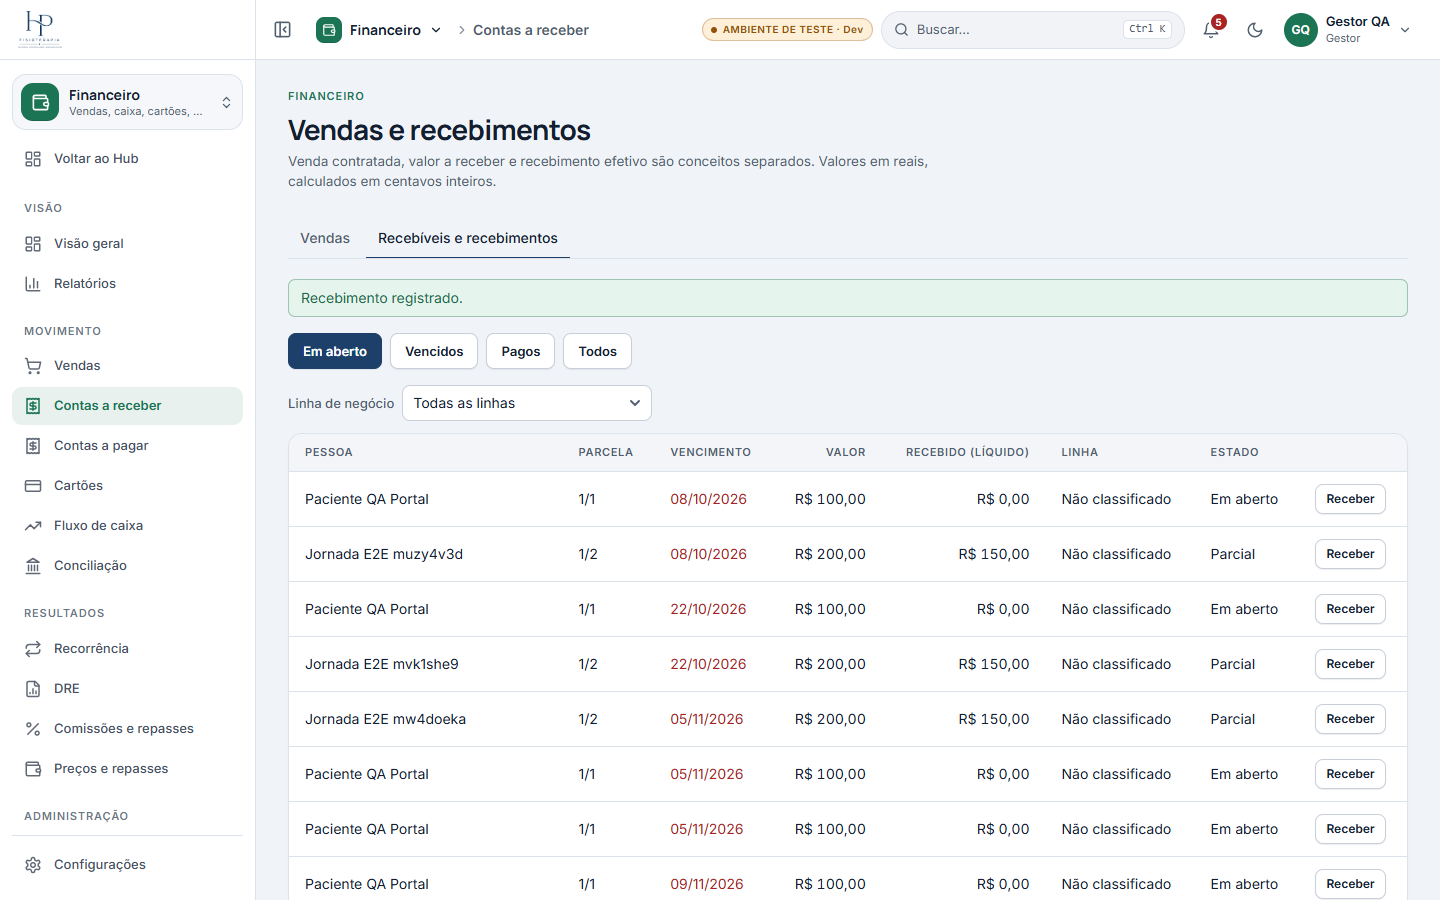 HP
FISIOTERAPIA
Financeiro
Contas a receber
AMBIENTE DE TESTE · Dev
Buscar...
Ctrl K
5
GQ
Gestor QA
Gestor
Financeiro
Vendas, caixa, cartões, ...
Voltar ao Hub
VISÃO
Visão geral
Relatórios
MOVIMENTO
Vendas
Contas a receber
Contas a pagar
Cartões
Fluxo de caixa
Conciliação
RESULTADOS
Recorrência
DRE
Comissões e repasses
Preços e repasses
ADMINISTRAÇÃO
Configurações
FINANCEIRO
Vendas e recebimentos
Venda contratada, valor a receber e recebimento efetivo são conceitos separados. Valores em reais,
calculados em centavos inteiros.
Vendas Recebíveis e recebimentos
Recebimento registrado.
Em aberto Vencidos Pagos Todos
Linha de negócio Todas as linhas
PESSOA PARCELA VENCIMENTO VALOR RECEBIDO (LÍQUIDO) LINHA ESTADO
Paciente QA Portal 1/1 08/10/2026 R$ 100,00 R$ 0,00 Não classificado Em aberto Receber
Jornada E2E muzy4v3d 1/2 08/10/2026 R$ 200,00 R$ 150,00 Não classificado Parcial Receber
Paciente QA Portal 1/1 22/10/2026 R$ 100,00 R$ 0,00 Não classificado Em aberto Receber
Jornada E2E mvk1she9 1/2 22/10/2026 R$ 200,00 R$ 150,00 Não classificado Parcial Receber
Jornada E2E mw4doeka 1/2 05/11/2026 R$ 200,00 R$ 150,00 Não classificado Parcial Receber
Paciente QA Portal 1/1 05/11/2026 R$ 100,00 R$ 0,00 Não classificado Em aberto Receber
Paciente QA Portal 1/1 05/11/2026 R$ 100,00 R$ 0,00 Não classificado Em aberto Receber
Paciente QA Portal 1/1 09/11/2026 R$ 100,00 R$ 0,00 Não classificado Em aberto Receber